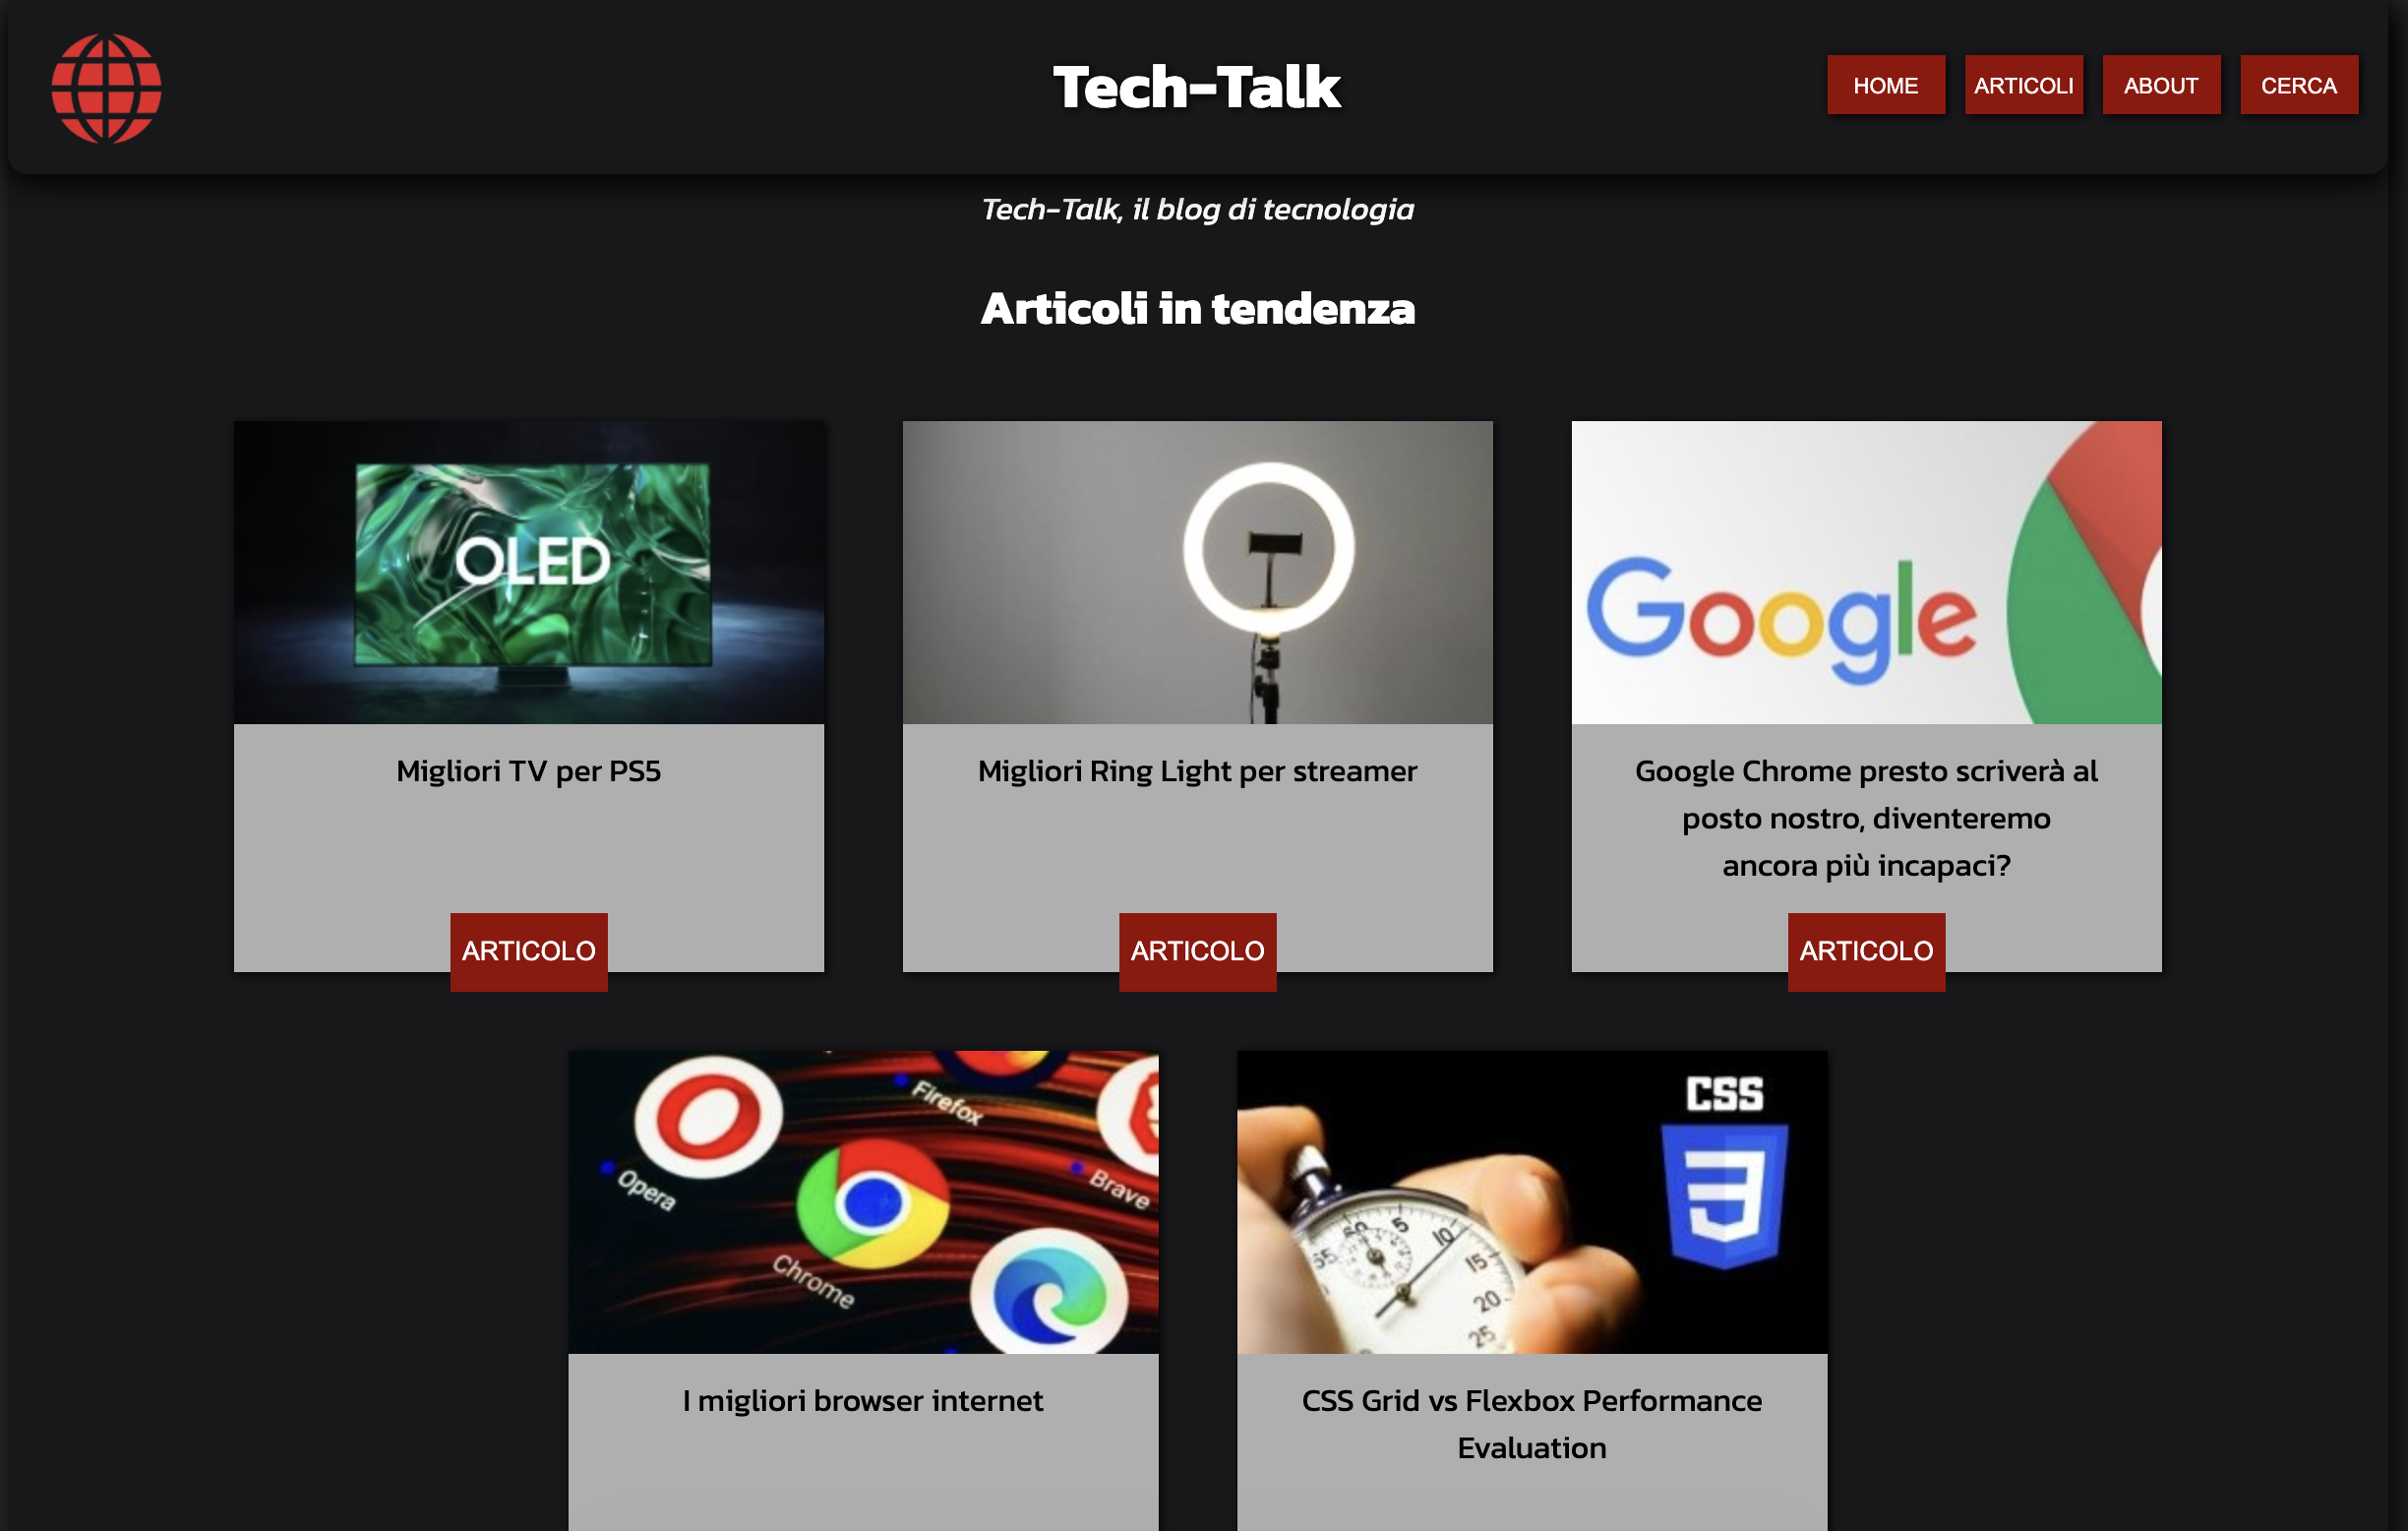 Tech-Talk
HOME
ARTICOLI
ABOUT
CERCA
Tech-Talk, il blog di tecnologia
Articoli in tendenza
OLED
Google
Migliori TV per PS5
Migliori Ring Light per streamer
Google Chrome presto scriverà al
posto nostro, diventeremo
ancora più incapaci?
ARTICOLO
ARTICOLO
ARTICOLO
Firefox
Opera
Brave
Chrome
CSS
60
5
10
15
20
25
55
I migliori browser internet
CSS Grid vs Flexbox Performance
Evaluation